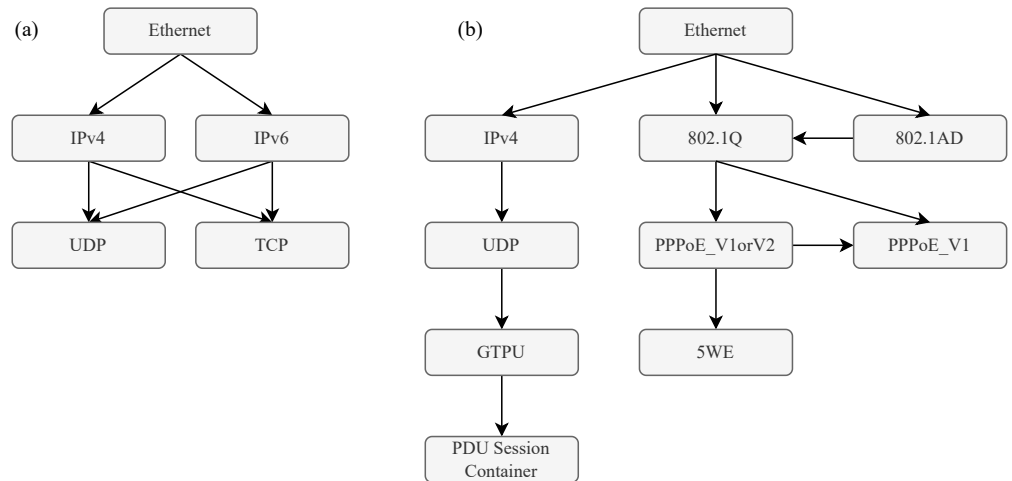 (a)
Ethernet
IPv4
IPv6
UDP
TCP
(b)
Ethernet
IPv4
802.1Q
802.1AD
UDP
PPPoE_V1orV2
PPPoE_V1
GTPU
5WE
PDU Session
Container